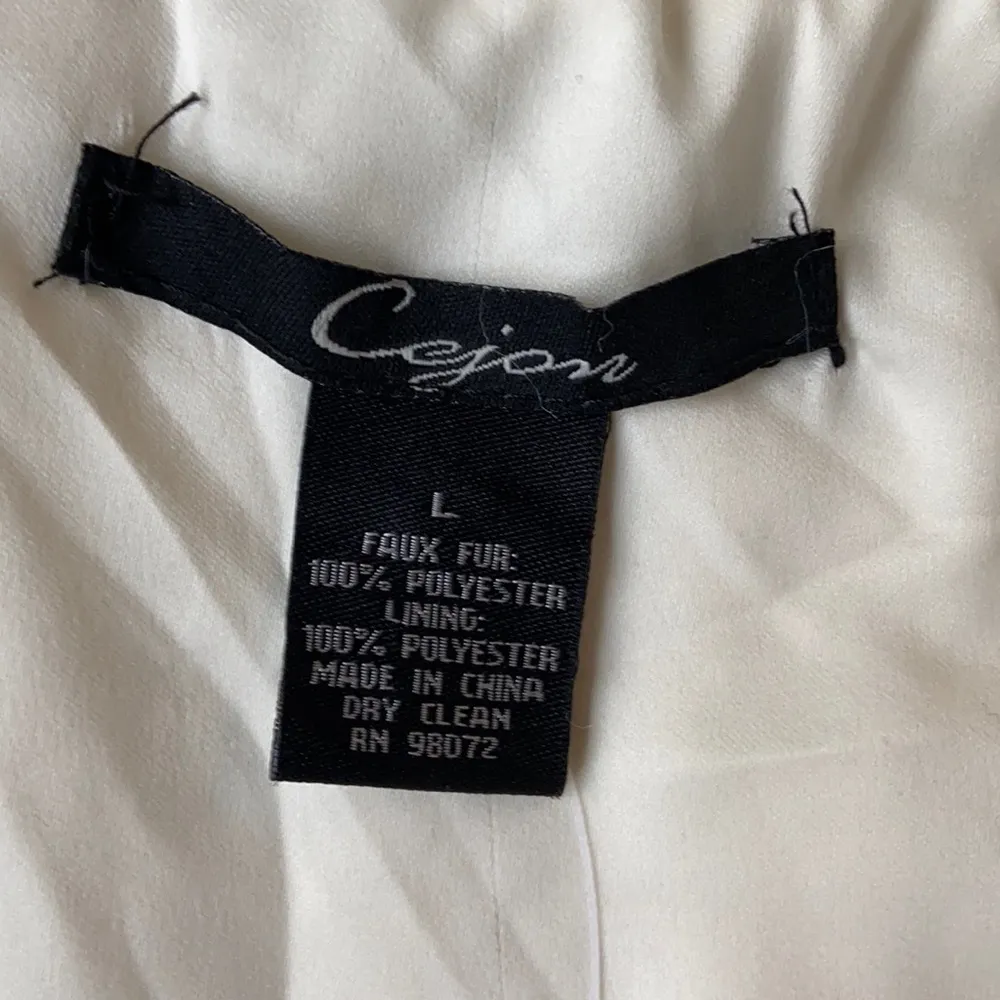 Cejon
L
FAUX FUR:
100% POLYESTER
LINING:
100% POLYESTER
MADE IN CHINA
DRY CLEAN
RN 98072